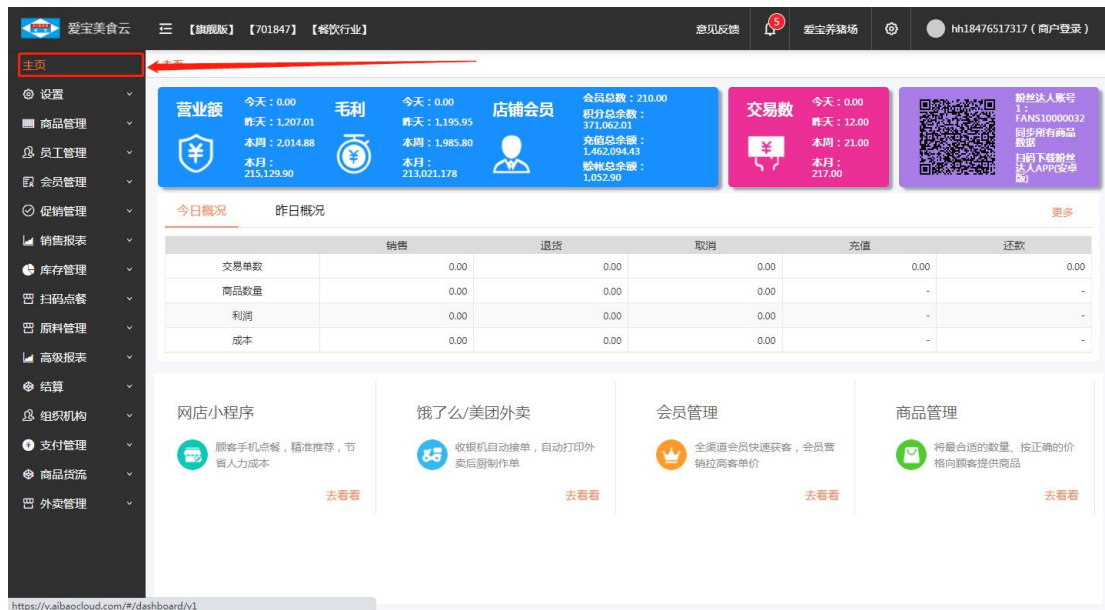 爱宝美食云
【旗舰版】 【701847】 【餐饮行业】
意见反馈
5
爱宝养猪场
hh18476517317 ( 商户登录 )
主页
设置
商品管理
员工管理
会员管理
促销管理
销售报表
库存管理
扫码点餐
原料管理
高级报表
结算
组织机构
支付管理
商品货流
外卖管理
营业额
今天：0.00
昨天：1,207.01
本周：2,014.88
本月：
215,129.90
毛利
今天：0.00
昨天：1,195.95
本周：1,985.80
本月：
213,021.178
店铺会员
会员总数：210.00
积分总余数：
371,062.01
充值总余额：
1,462,094.43
赊帐总余额：
1,052.90
交易数
今天：0.00
昨天：12.00
本周：21.00
本月：
217.00
粉丝达人账号
1：
FANS10000032
同步所有商品
数据
扫码下载粉丝
达人APP(安卓
版)
今日概况 昨日概况 更多
销售 退货 取消 充值 还款
交易单数 0.00 0.00 0.00 0.00 0.00
商品数量 0.00 0.00 0.00 - -
利润 0.00 0.00 0.00 - -
成本 0.00 0.00 0.00 - -
网店小程序
顾客手机点餐，精准推荐，节
省人力成本
去看看
饿了么/美团外卖
收银机自动接单，自动打印外
卖后厨制作单
去看看
会员管理
全渠道会员快速获客，会员营
销拉高客单价
去看看
商品管理
将最合适的数量、按正确的价
格向顾客提供商品
去看看
https://v.aibaocloud.com/#/dashboard/v1